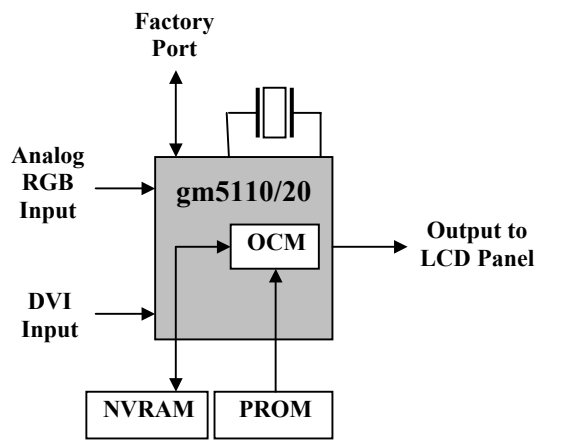 Factory
Port
Analog
RGB
Input
gm5110/20
OCM
Output to
LCD Panel
DVI
Input
NVRAM
PROM